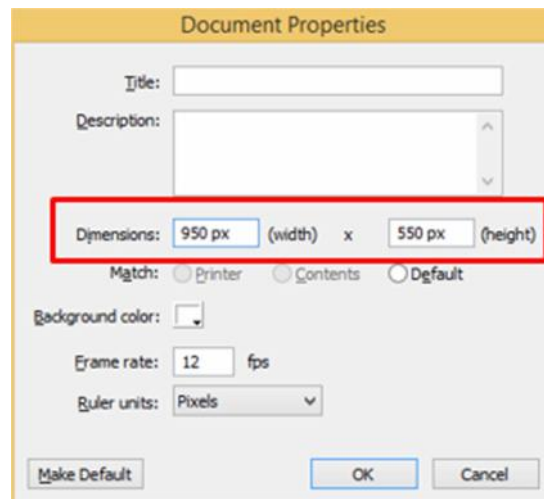 Document Properties
Title:
Description:
Dimensions: 950 px (width) x 550 px (height)
Match: Printer Contents Default
Background color:
Frame rate: 12 fps
Ruler units: Pixels
Make Default OK Cancel